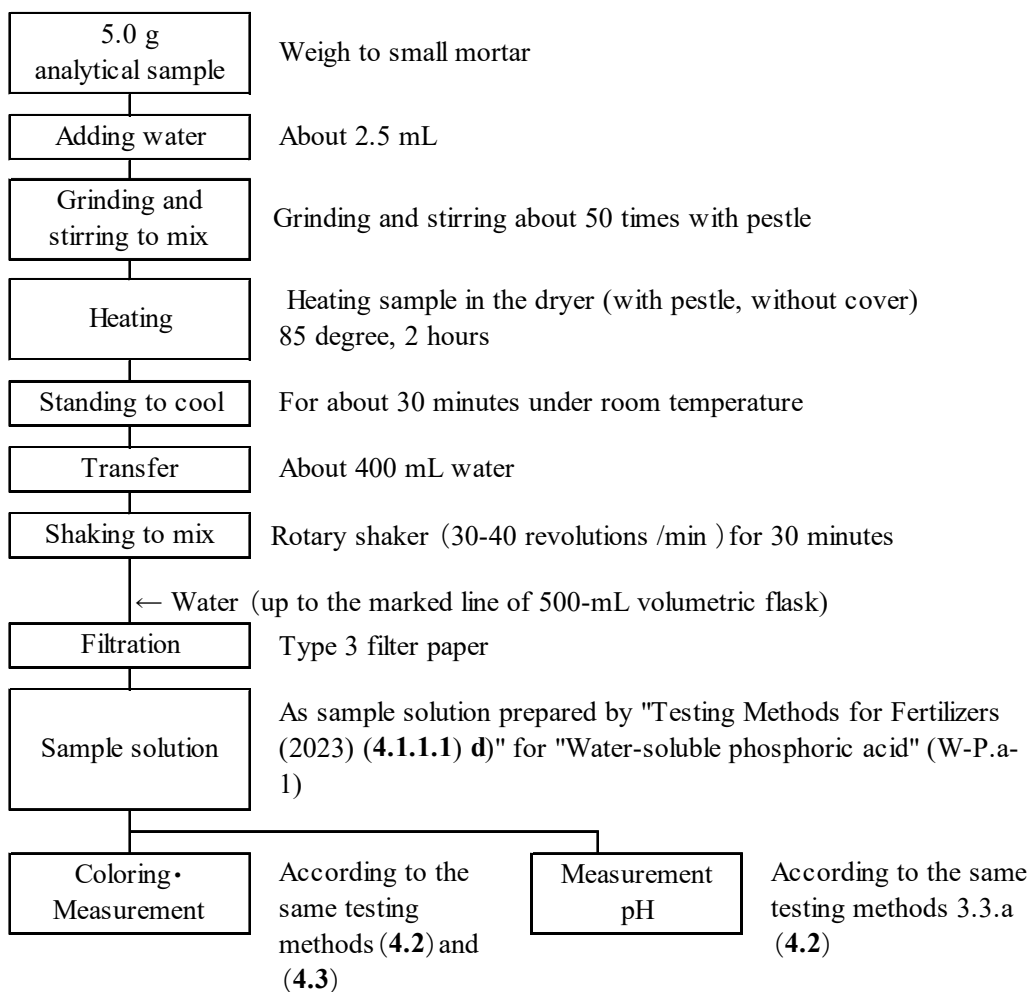 5.0 g
analytical sample
Weigh to small mortar
Adding water
About 2.5 mL
Grinding and
stirring to mix
Grinding and stirring about 50 times with pestle
Heating
Heating sample in the dryer (with pestle, without cover)
85 degree, 2 hours
Standing to cool
For about 30 minutes under room temperature
Transfer
About 400 mL water
Shaking to mix
Rotary shaker（30-40 revolutions /min ）for 30 minutes
← Water (up to the marked line of 500-mL volumetric flask)
Filtration
Type 3 filter paper
Sample solution
As sample solution prepared by "Testing Methods for Fertilizers
(2023) (4.1.1.1) d)" for "Water-soluble phosphoric acid" (W-P.a-
1)
Coloring・
Measurement
According to the
same testing
methods (4.2) and
(4.3)
Measurement
pH
According to the same
testing methods 3.3.a
(4.2)